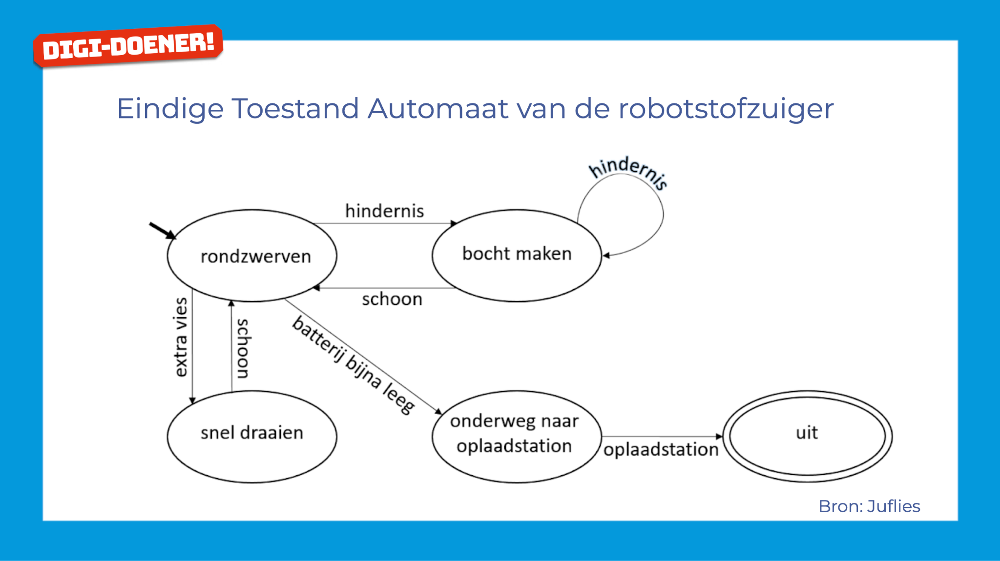 DIGI-DOENER!
Eindige Toestand Automaat van de robotstofzuiger
hindernis
hindernis
rondzwerven
bocht maken
schoon
extra vies
schoon
batterij bijna leeg
snel draaien
onderweg naar
oplaadstation
oplaadstation
uit
Bron: Juflies